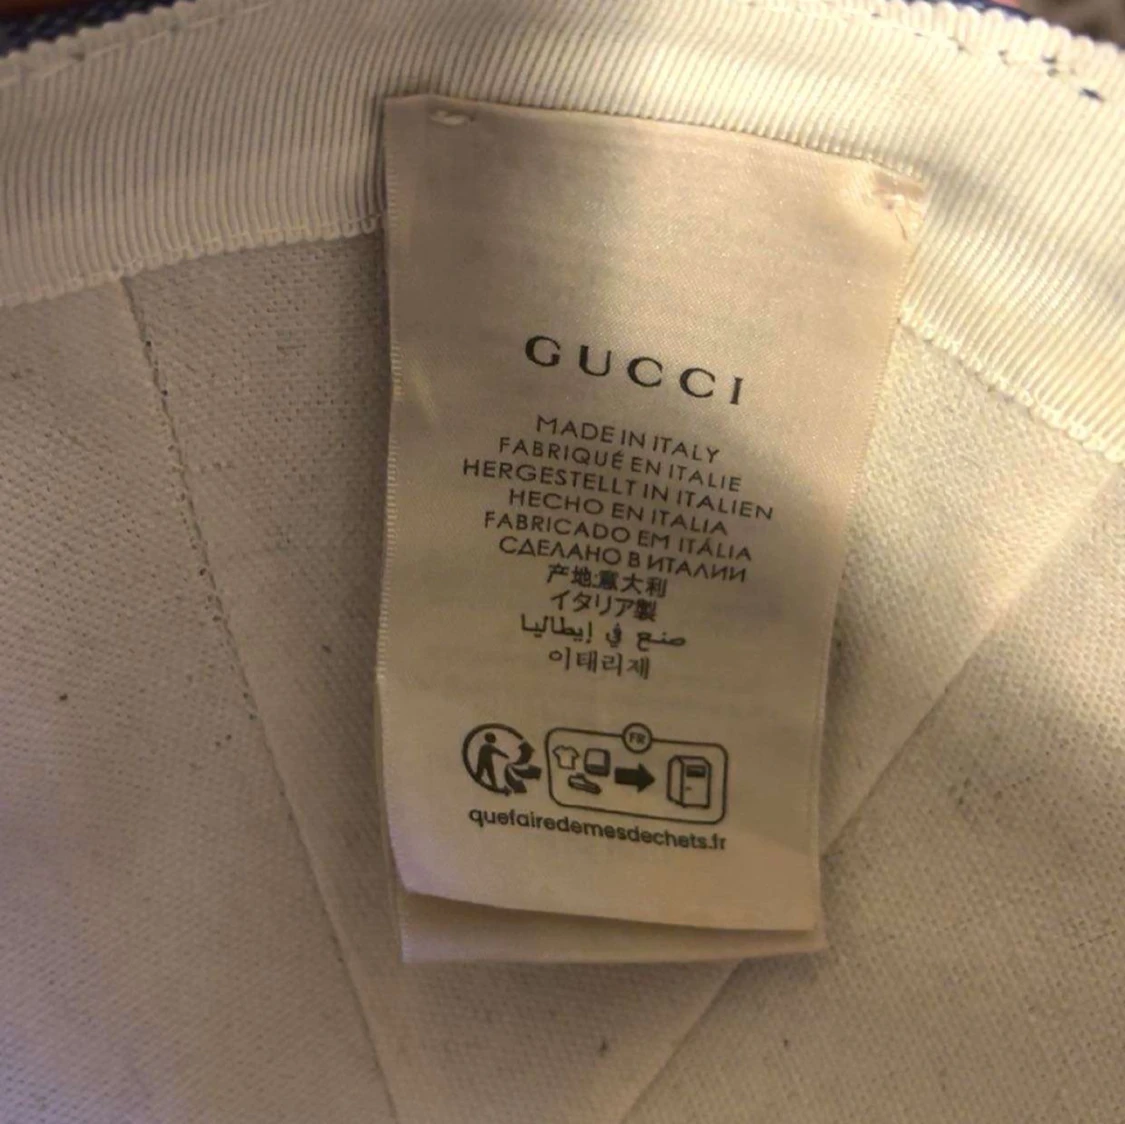 GUCCI
MADE IN ITALY
FABRIQUÉ EN ITALIE
HERGESTELLT IN ITALIEN
HECHO EN ITALIA
FABRICADO EM ITÁLIA
СДЕЛАНО В ИТАЛИИ
产地:意大利
イタリア製
صنع في إيطاليا
이태리제
FR
quefairedemesdechets.fr